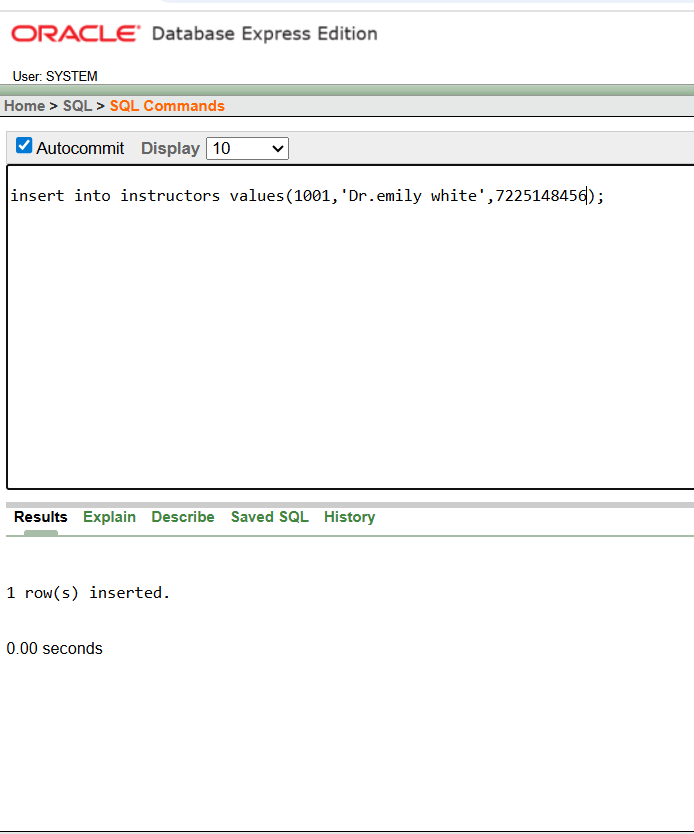 ORACLE® Database Express Edition
User: SYSTEM
Home > SQL > SQL Commands
Autocommit Display 10
insert into instructors values(1001,'Dr.emily white',7225148456);
Results Explain Describe Saved SQL History
1 row(s) inserted.
0.00 seconds